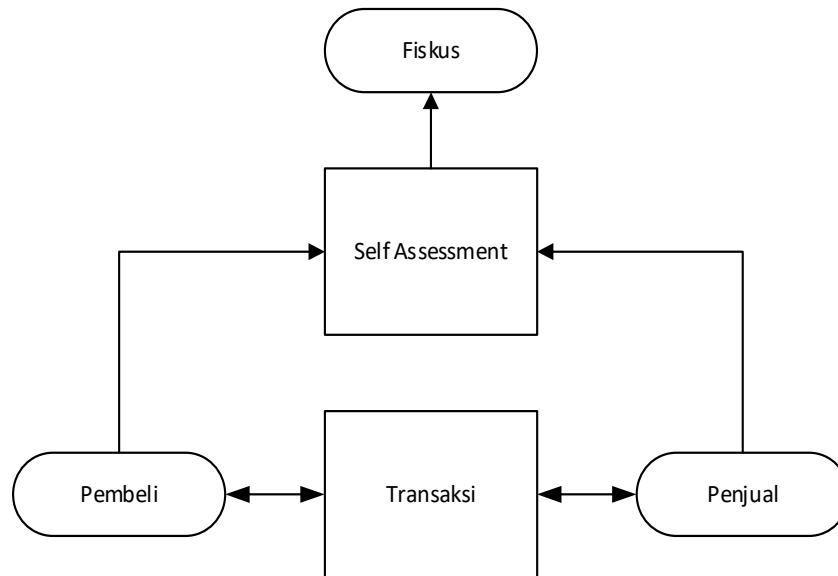 Fiskus
Self Assessment
Pembeli
Transaksi
Penjual